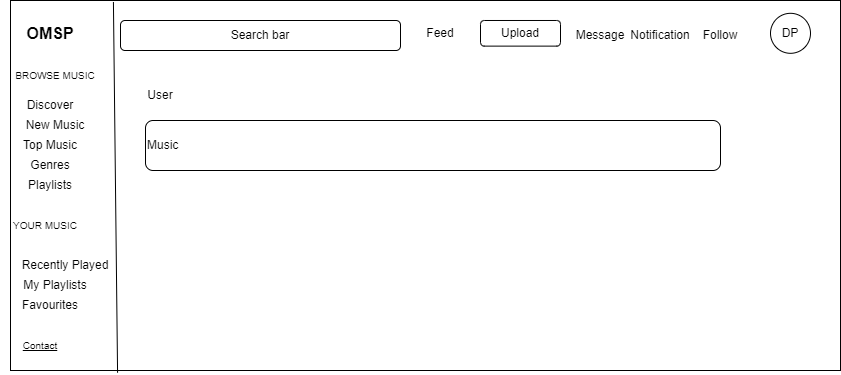 OMSP
Search bar
Feed
Upload
Message Notification Follow
DP
BROWSE MUSIC
Discover
New Music
Top Music
Genres
Playlists
YOUR MUSIC
Recently Played
My Playlists
Favourites
Contact
User
Music